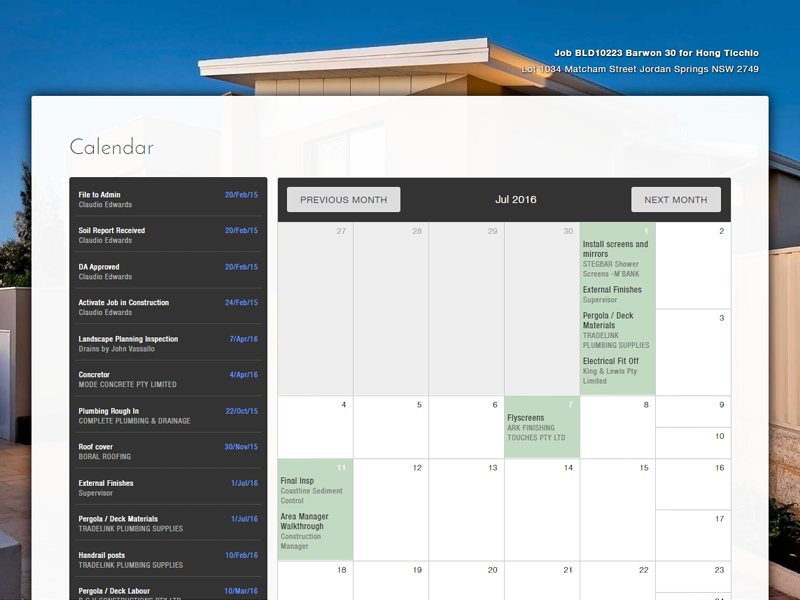 Job BLD10223 Barwon 30 for Hong Ticchio
Lot 1034 Matcham Street Jordan Springs NSW 2749
Calendar
File to Admin 20/Feb/15
Claudio Edwards
Soil Report Received 20/Feb/15
Claudio Edwards
DA Approved 20/Feb/15
Claudio Edwards
Activate Job in Construction 24/Feb/15
Claudio Edwards
Landscape Planning Inspection 7/Apr/16
Drains by John Vassallo
Concretor 4/Apr/16
MODE CONCRETE PTY LIMITED
Plumbing Rough In 22/Oct/15
COMPLETE PLUMBING & DRAINAGE
Roof cover 30/Nov/15
BORAL ROOFING
External Finishes 1/Jul/16
Supervisor
Pergola / Deck Materials 1/Jul/16
TRADELINK PLUMBING SUPPLIES
Handrail posts 10/Feb/16
TRADELINK PLUMBING SUPPLIES
Pergola / Deck Labour 10/Mar/16
PREVIOUS MONTH Jul 2016 NEXT MONTH
27 28 29 30 1 2
Install screens and
mirrors
STEGBAR Shower
Screens -M'BANK
External Finishes
Supervisor
Pergola / Deck
Materials
TRADELINK
PLUMBING SUPPLIES
Electrical Fit Off
King & Lewis Pty
Limited
3
4 5 6 7 8 9
Flyscreens
ARK FINISHING
TOUCHES PTY LTD
10
11 12 13 14 15 16
Final Insp
Coastline Sediment
Control
Area Manager
Walkthrough
Construction
Manager
17
18 19 20 21 22 23